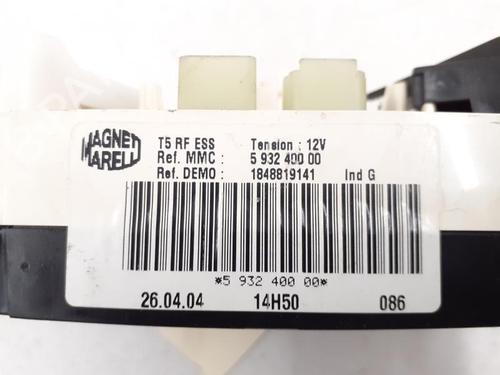 MAGNETI
MARELLI
T5 RF ESS Tension : 12V
Ref. MMC : 5 932 400 00
Ref. DEMO : 1848819141 Ind G
*5 932 400 00*
26.04.04 14H50 086